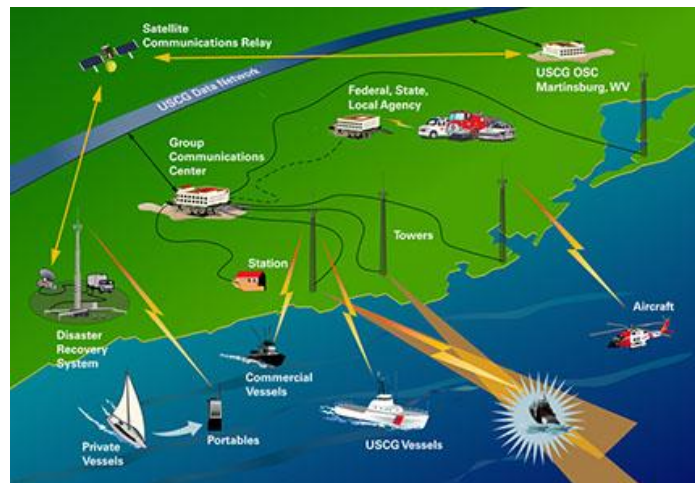 Satellite
Communications Relay
USCG Data Network
USCG OSC
Martinsburg, WV
Federal, State,
Local Agency
Group
Communications
Center
Towers
Station
Aircraft
Disaster
Recovery
System
Commercial
Vessels
Private
Vessels
Portables
USCG Vessels